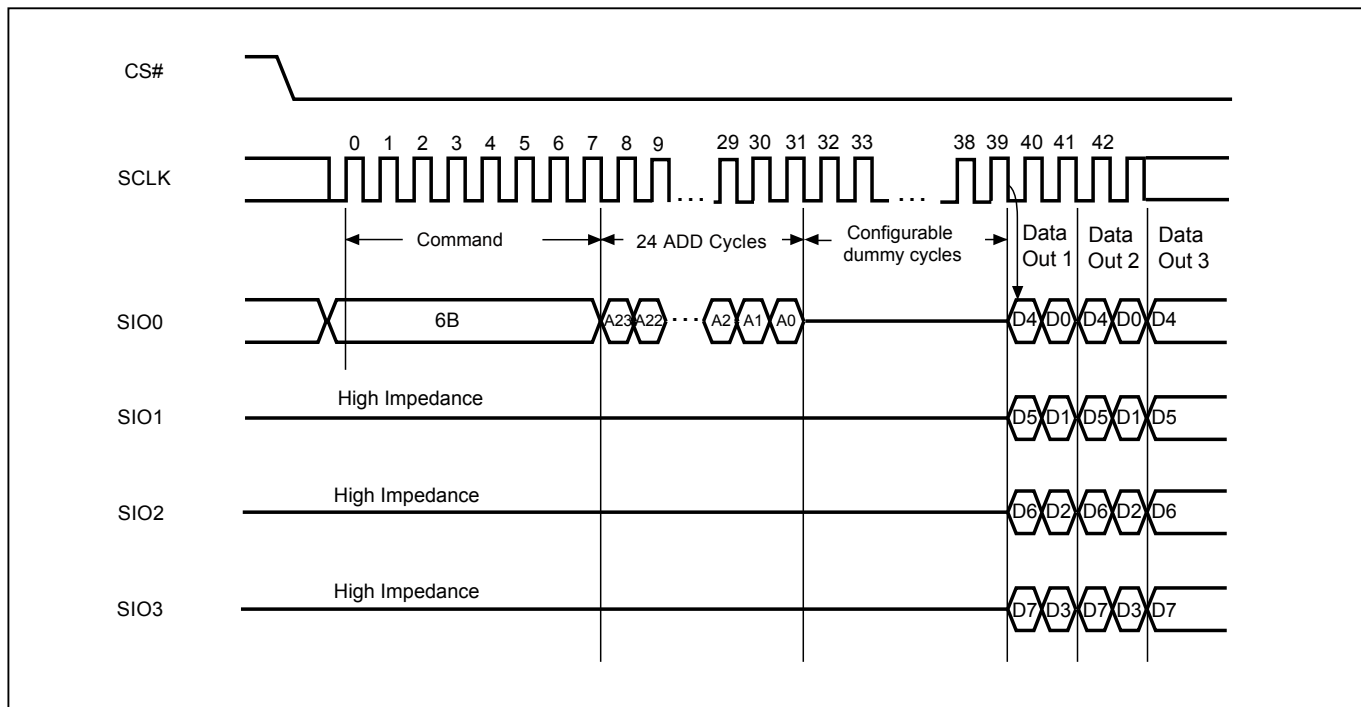 CS#
0 1 2 3 4 5 6 7 8 9 29 30 31 32 33 38 39 40 41 42
SCLK
Command 24 ADD Cycles Configurable dummy cycles Data Out 1 Data Out 2 Data Out 3
SIO0 6B A23 A22 A2 A1 A0 D4 D0 D4 D0 D4
High Impedance
SIO1 D5 D1 D5 D1 D5
High Impedance
SIO2 D6 D2 D6 D2 D6
High Impedance
SIO3 D7 D3 D7 D3 D7